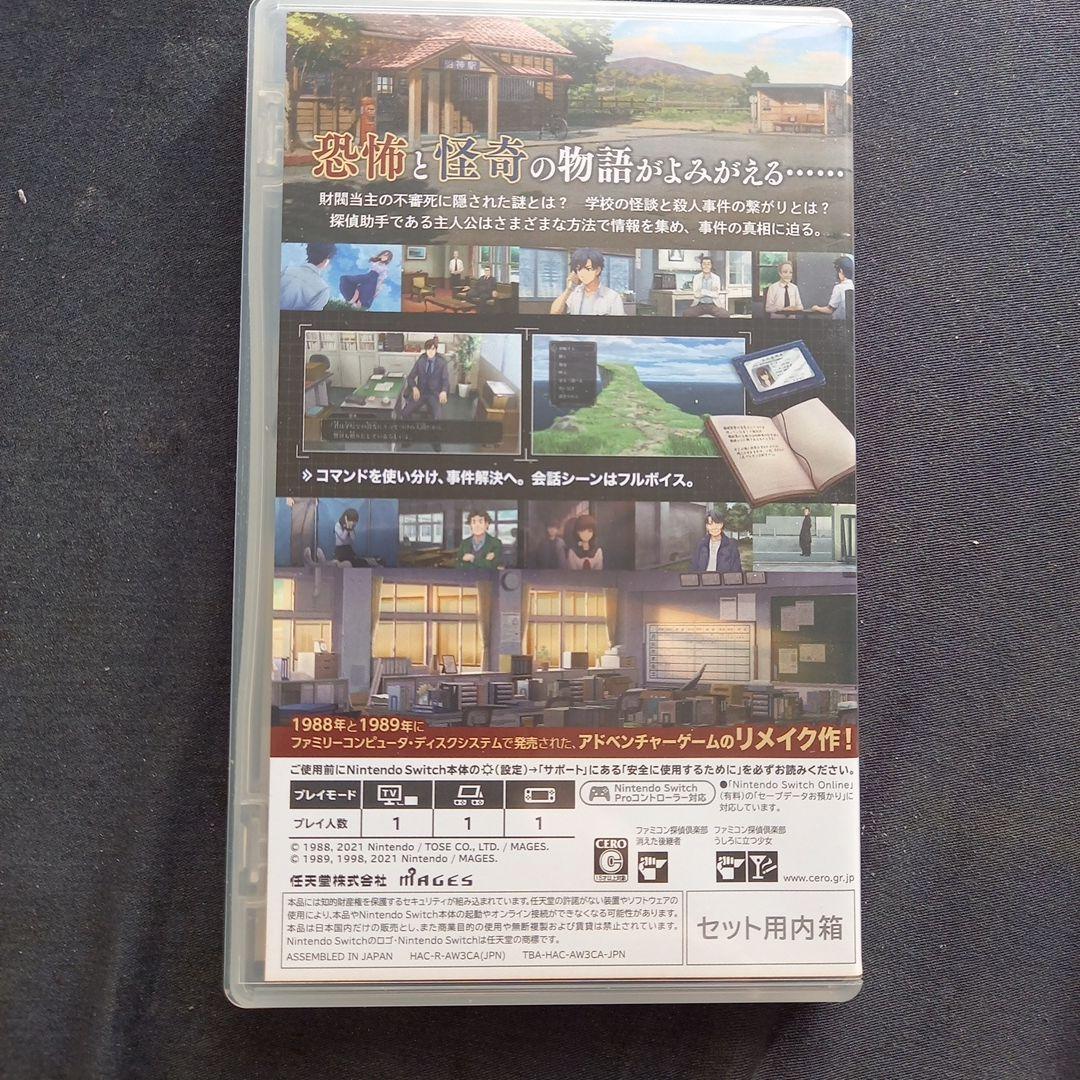 明神駅
恐怖と怪奇の物語がよみがえる……
財閥当主の不審死に隠された謎とは？　学校の怪談と殺人事件の繋がりとは？
探偵助手である主人公はさまざまな方法で情報を集め、事件の真相に迫る。
» コマンドを使い分け、事件解決へ。会話シーンはフルボイス。
1988年と1989年に
ファミリーコンピュータ・ディスクシステムで発売された、アドベンチャーゲームのリメイク作！
ご使用前にNintendo Switch本体の(設定)→「サポート」にある「安全に使用するために」を必ずお読みください。
プレイモード TV
Nintendo Switch
Proコントローラー対応
●「Nintendo Switch Online」
(有料)の「セーブデータお預かり」に
対応しています。
プレイ人数 1 1 1
© 1988, 2021 Nintendo / TOSE CO., LTD. / MAGES.
© 1989, 1998, 2021 Nintendo / MAGES.
任天堂株式会社 MAGES
CERO
C
15才以上対象
ファミコン探偵倶楽部
消えた後継者
ファミコン探偵倶楽部
うしろに立つ少女
www.cero.gr.jp
本品には知的財産権を保護するセキュリティが組み込まれています。任天堂の許諾がない装置やソフトウェアの
使用により、本品やNintendo Switch本体の起動やオンライン接続ができなくなる可能性があります。
本品は日本国内だけの販売とし、また商業目的の使用や無断複製および賃貸は禁止されています。
Nintendo Switchのロゴ・Nintendo Switchは任天堂の商標です。
ASSEMBLED IN JAPAN HAC-R-AW3CA(JPN) TBA-HAC-AW3CA-JPN
セット用内箱